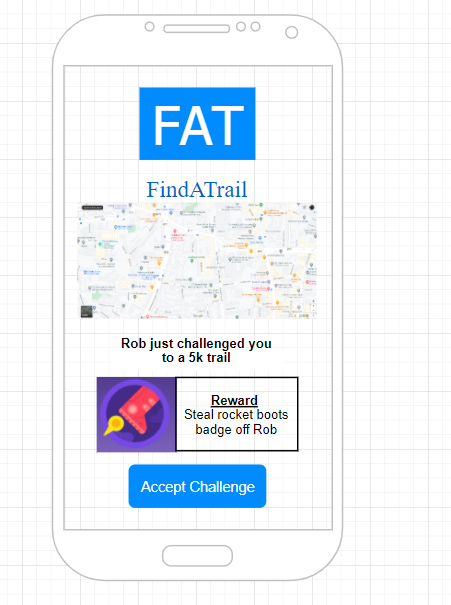 FAT
FindATrail
Rob just challenged you
to a 5k trail
Reward
Steal rocket boots
badge off Rob
Accept Challenge